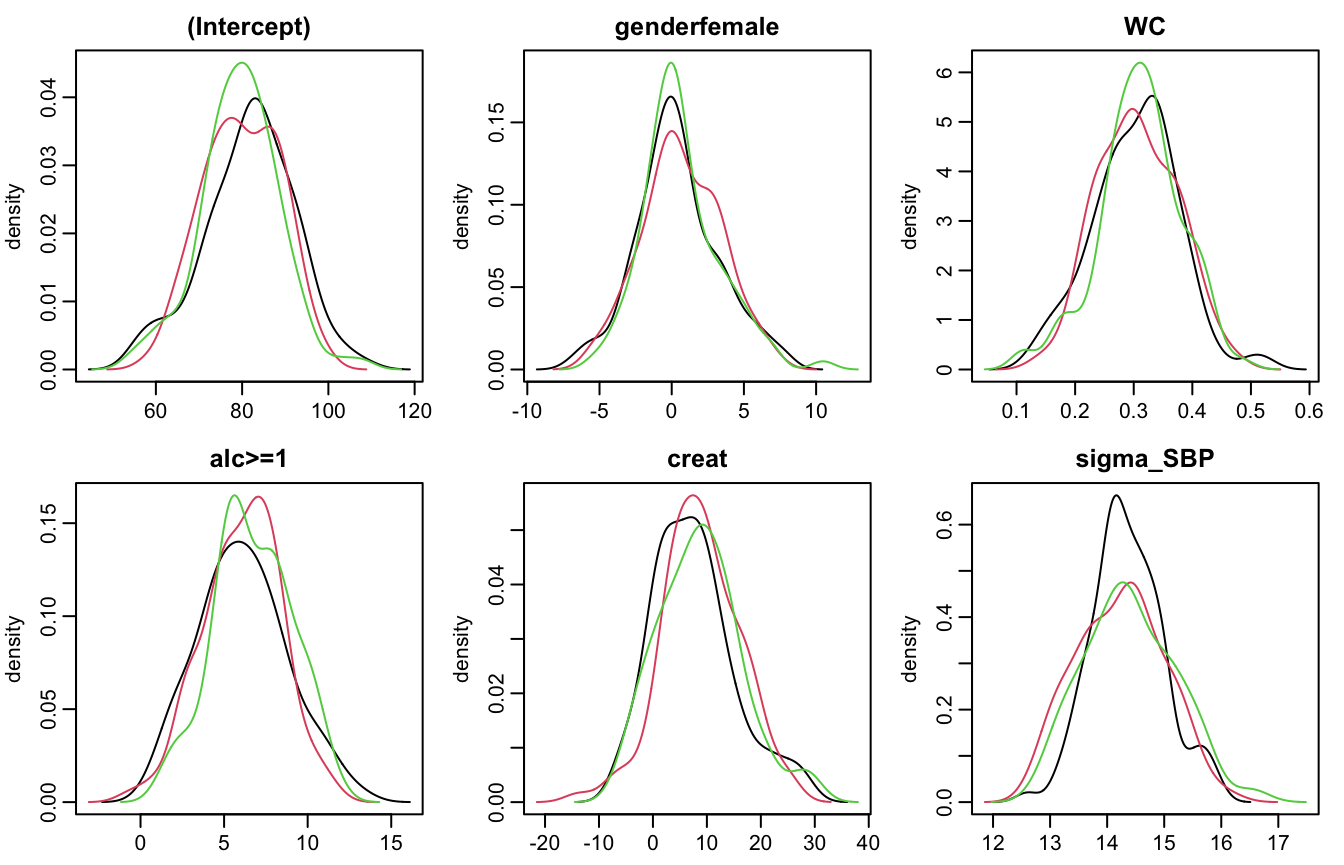 (Intercept)
genderfemale
WC
density
0.00 0.01 0.02 0.03 0.04
60 80 100 120
density
0.00 0.05 0.10 0.15
-10 -5 0 5 10
density
0 1 2 3 4 5 6
0.1 0.2 0.3 0.4 0.5 0.6
alc>=1
creat
sigma_SBP
density
0.00 0.05 0.10 0.15
0 5 10 15
density
0.00 0.02 0.04
-20 -10 0 10 20 30 40
density
0.0 0.2 0.4 0.6
12 13 14 15 16 17